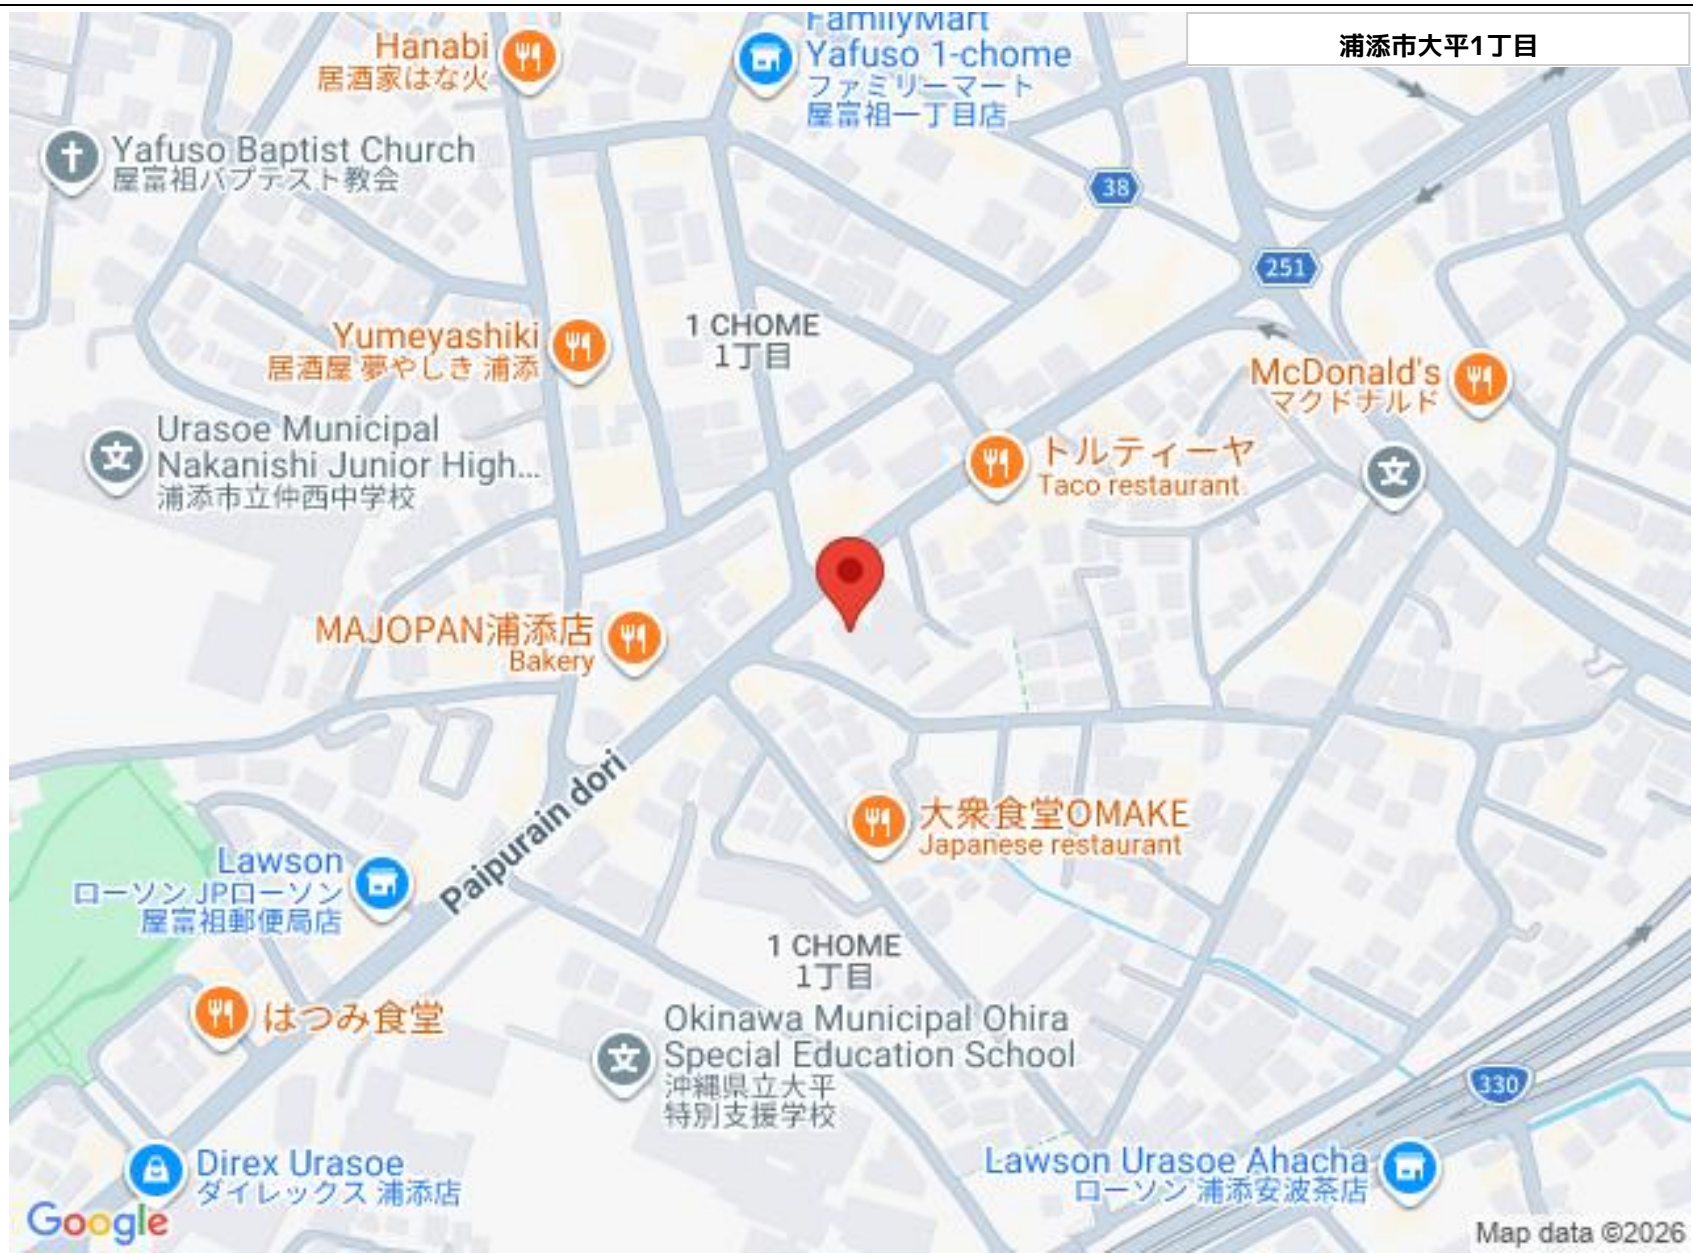 浦添市大平1丁目
FamilyMart
Yafuso 1-chome
ファミリーマート
屋富祖一丁目店
Hanabi
居酒家はな火
Yafuso Baptist Church
屋富祖バプテスト教会
38
251
1 CHOME
1丁目
Yumeyashiki
居酒屋 夢やしき 浦添
McDonald's
マクドナルド
Urasoe Municipal
Nakanishi Junior High...
浦添市立仲西中学校
文
トルティーヤ
Taco restaurant
文
MAJOPAN浦添店
Bakery
Paipurain dori
大衆食堂OMAKE
Japanese restaurant
Lawson
ローソン JPローソン
屋富祖郵便局店
1 CHOME
1丁目
はつみ食堂
文
Okinawa Municipal Ohira
Special Education School
沖縄県立大平
特別支援学校
330
Direx Urasoe
ダイレックス 浦添店
Lawson Urasoe Ahacha
ローソン 浦添安波茶店
Google
Map data ©2026